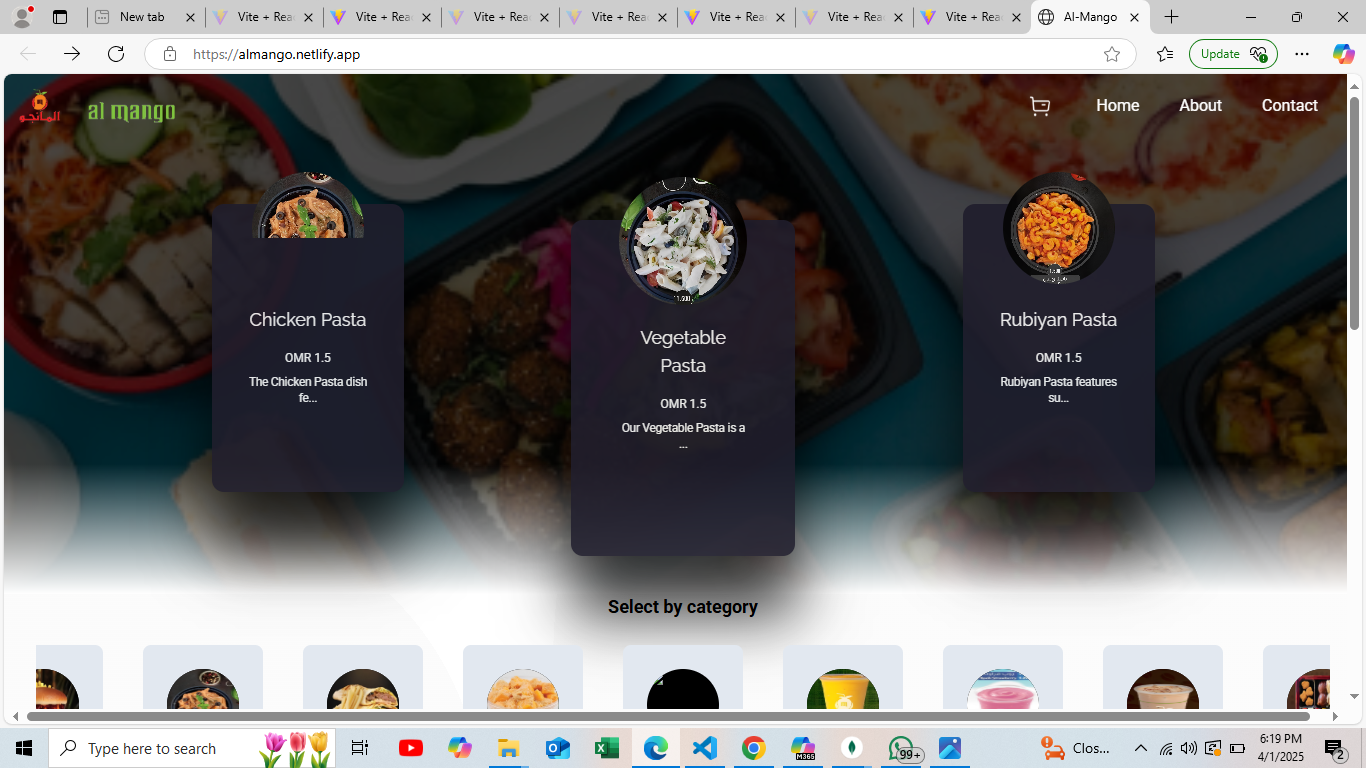 New tab
Vite + Rea
Vite + Rea
Vite + Rea
Vite + Rea
Vite + Rea
Vite + Rea
Vite + Rea
Al-Mango
https://almango.netlify.app
Update
المانجو
al mango
Home
About
Contact
Chicken Pasta
OMR 1.5
The Chicken Pasta dish
fe...
Vegetable
Pasta
OMR 1.5
Our Vegetable Pasta is a
...
Rubiyan Pasta
OMR 1.5
Rubiyan Pasta features
su...
Select by category
Type here to search
M365
99+
Clos...
6:19 PM
4/1/2025
2